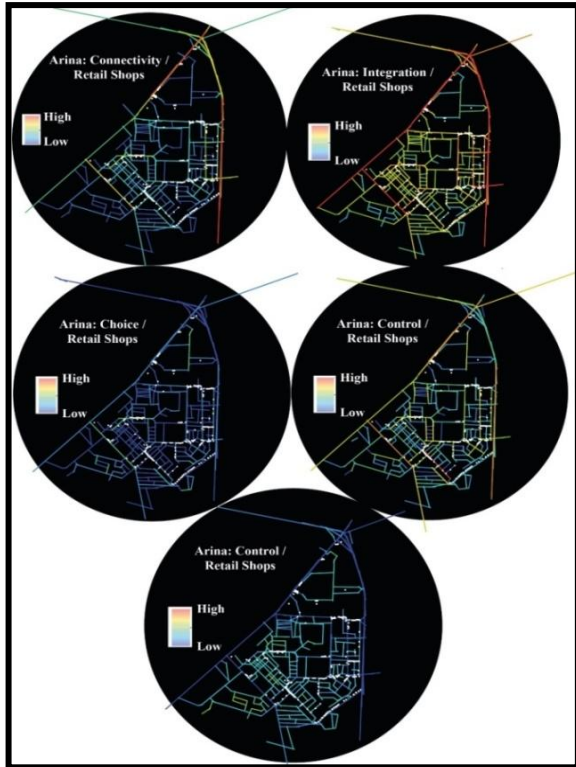 Arina: Connectivity /
Retail Shops
High
Low
Arina: Integration /
Retail Shops
High
Low
Arina: Choice /
Retail Shops
High
Low
Arina: Control /
Retail Shops
High
Low
Arina: Control /
Retail Shops
High
Low